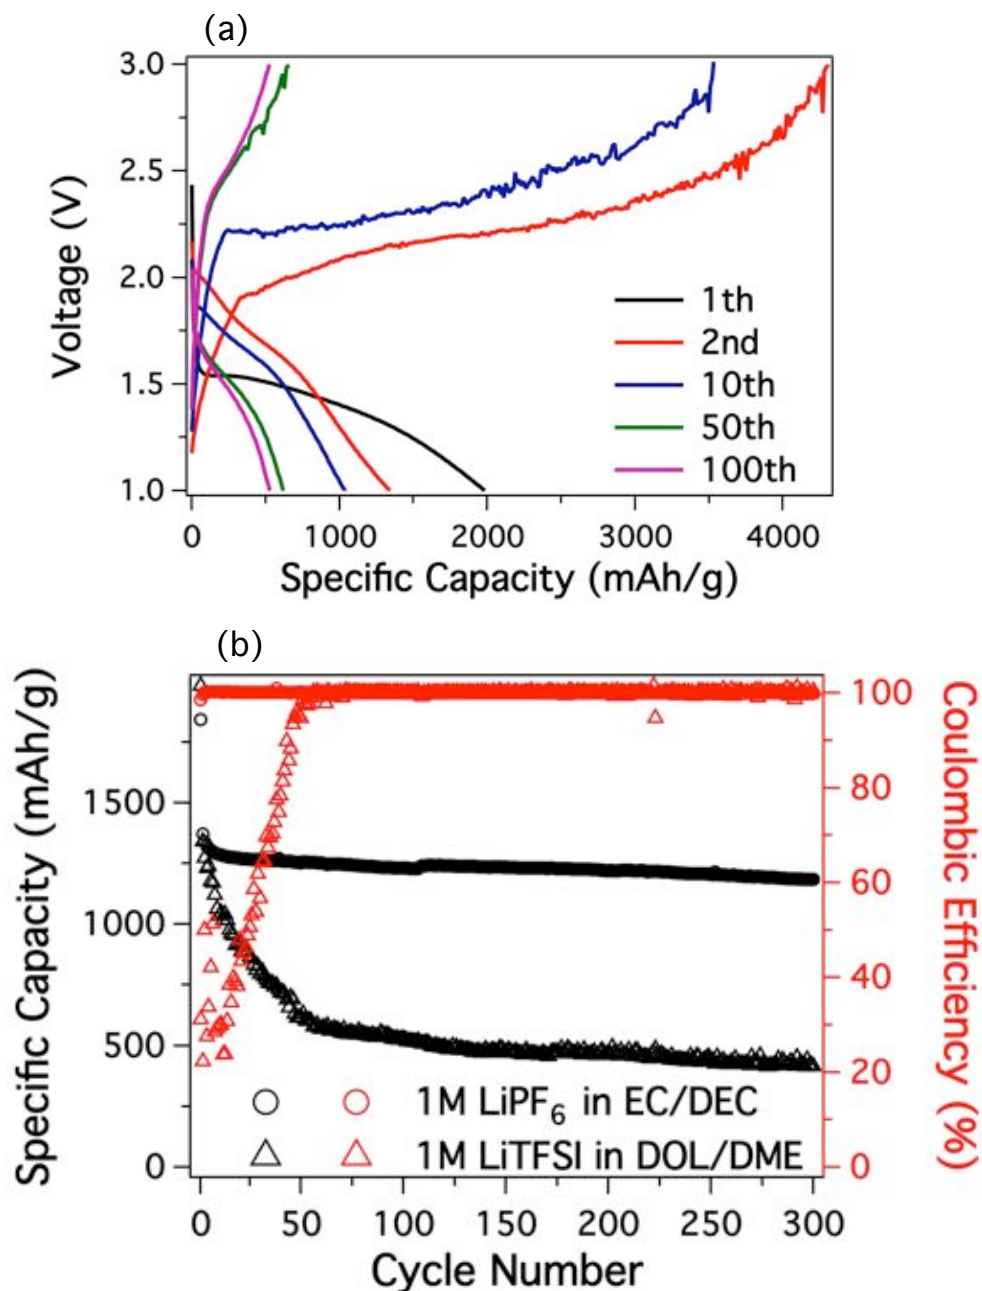 (a)
3.0
2.5
2.0
1.5
1.0
Voltage (V)
1th
2nd
10th
50th
100th
0 1000 2000 3000 4000
Specific Capacity (mAh/g)
(b)
1500
1000
500
0
Specific Capacity (mAh/g)
100
80
60
40
20
0
Coulombic Efficiency (%)
1M LiPF6 in EC/DEC
1M LiTFSI in DOL/DME
0 50 100 150 200 250 300
Cycle Number